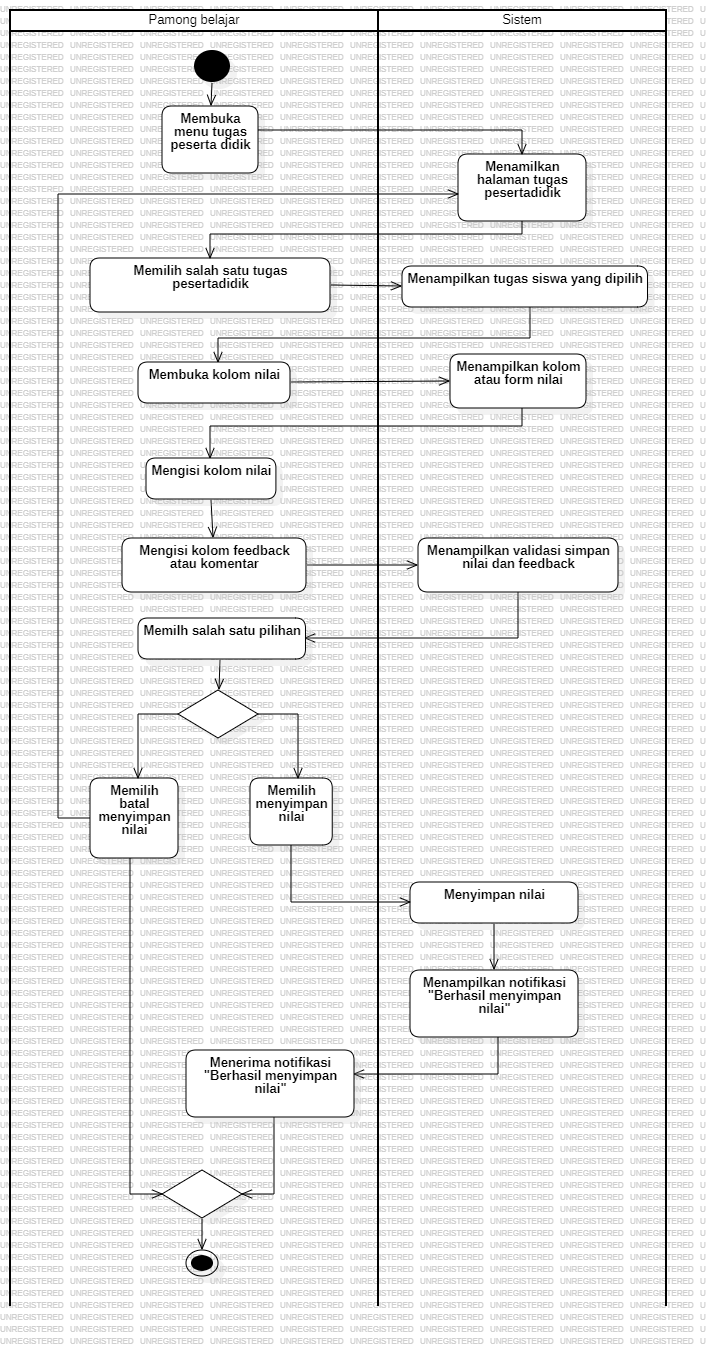 Pamong belajar
Sistem
Membuka
menu tugas
peserta didik
Menamilkan
halaman tugas
pesertadidik
Memilih salah satu tugas
pesertadidik
Menampilkan tugas siswa yang dipilih
Membuka kolom nilai
Menampilkan kolom
atau form nilai
Mengisi kolom nilai
Mengisi kolom feedback
atau komentar
Menampilkan validasi simpan
nilai dan feedback
Memilh salah satu pilihan
Memilih
batal
menyimpan
nilai
Memilih
menyimpan
nilai
Menyimpan nilai
Menampilkan notifikasi
"Berhasil menyimpan
nilai"
Menerima notifikasi
"Berhasil menyimpan
nilai"
UNREGISTERED